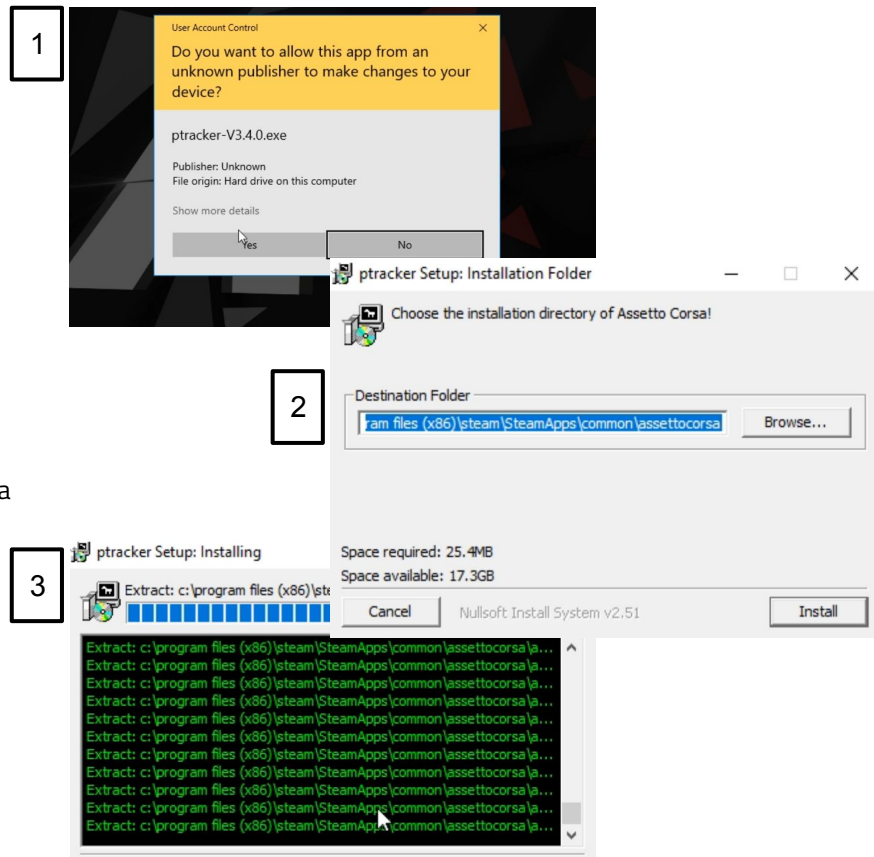 1
User Account Control
Do you want to allow this app from an
unknown publisher to make changes to your
device?
ptracker-V3.4.0.exe
Publisher: Unknown
File origin: Hard drive on this computer
Show more details
Yes
No
2
ptracker Setup: Installation Folder
Choose the installation directory of Assetto Corsa!
Destination Folder
ram files (x86)\steam\SteamApps\common\assettocorsa
Browse...
Space required: 25.4MB
Space available: 17.3GB
Cancel
Nullsoft Install System v2.51
Install
a
3
ptracker Setup: Installing
Extract: c:\program files (x86)\ste
Extract: c:\program files (x86)\steam\SteamApps\common\assettocorsa\a...
Extract: c:\program files (x86)\steam\SteamApps\common\assettocorsa\a...
Extract: c:\program files (x86)\steam\SteamApps\common\assettocorsa\a...
Extract: c:\program files (x86)\steam\SteamApps\common\assettocorsa\a...
Extract: c:\program files (x86)\steam\SteamApps\common\assettocorsa\a...
Extract: c:\program files (x86)\steam\SteamApps\common\assettocorsa\a...
Extract: c:\program files (x86)\steam\SteamApps\common\assettocorsa\a...
Extract: c:\program files (x86)\steam\SteamApps\common\assettocorsa\a...
Extract: c:\program files (x86)\steam\SteamApps\common\assettocorsa\a...
Extract: c:\program files (x86)\steam\SteamApps\common\assettocorsa\a...
Extract: c:\program files (x86)\steam\SteamApps\common\assettocorsa\a...